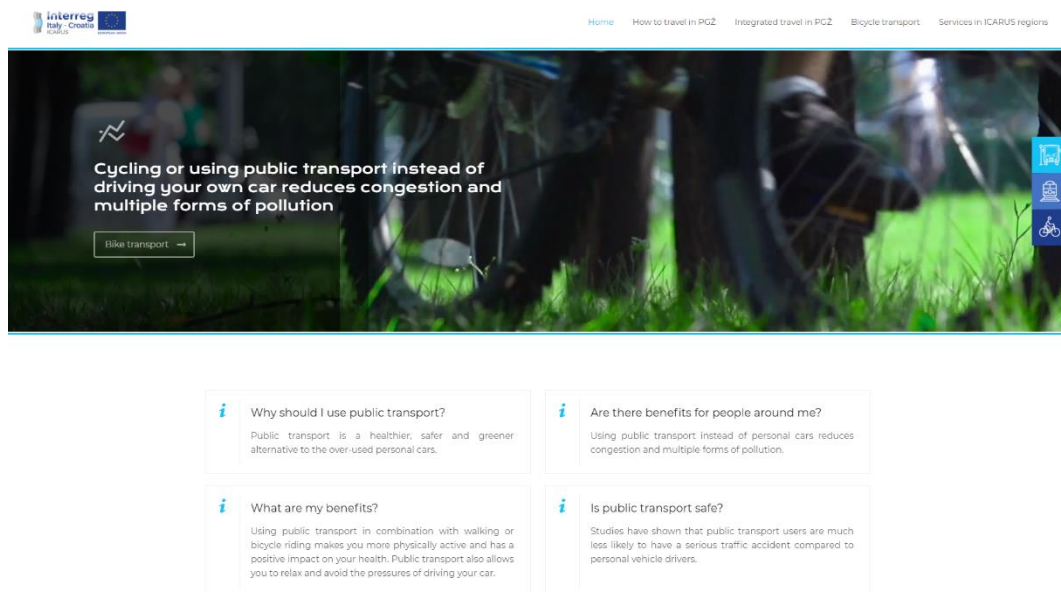 Interreg
Italy - Croatia
ICARUS
EUROPEAN UNION
Home How to travel in PGŽ Integrated travel in PGŽ Bicycle transport Services in ICARUS regions
Cycling or using public transport instead of
driving your own car reduces congestion and
multiple forms of pollution
Bike transport →
Why should I use public transport?
Public transport is a healthier, safer and greener
alternative to the over-used personal cars.
Are there benefits for people around me?
Using public transport instead of personal cars reduces
congestion and multiple forms of pollution.
What are my benefits?
Using public transport in combination with walking or
bicycle riding makes you more physically active and has a
positive impact on your health. Public transport also allows
you to relax and avoid the pressures of driving your car.
Is public transport safe?
Studies have shown that public transport users are much
less likely to have a serious traffic accident compared to
personal vehicle drivers.